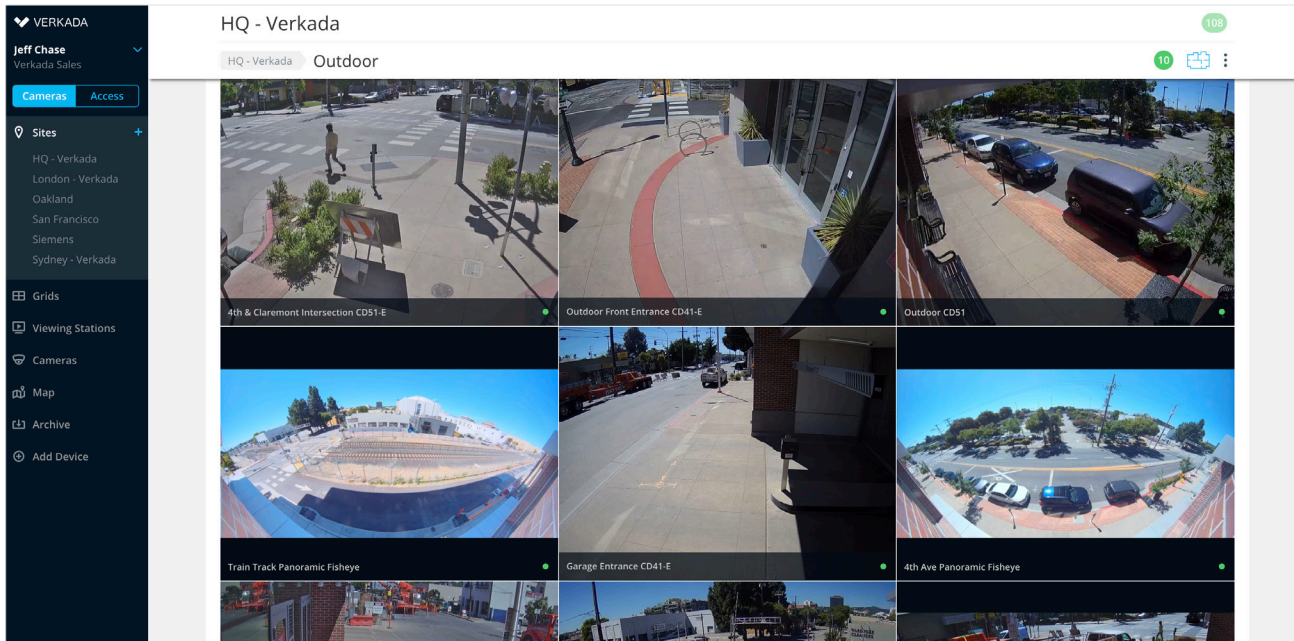 VERKADA
Jeff Chase
Verkada Sales
Cameras Access
Sites +
HQ - Verkada
London - Verkada
Oakland
San Francisco
Siemens
Sydney - Verkada
Grids
Viewing Stations
Cameras
Map
Archive
Add Device
HQ - Verkada
108
HQ - Verkada Outdoor
10
4th & Claremont Intersection CD51-E
Outdoor Front Entrance CD41-E
Outdoor CD51
Train Track Panoramic Fisheye
Garage Entrance CD41-E
4th Ave Panoramic Fisheye